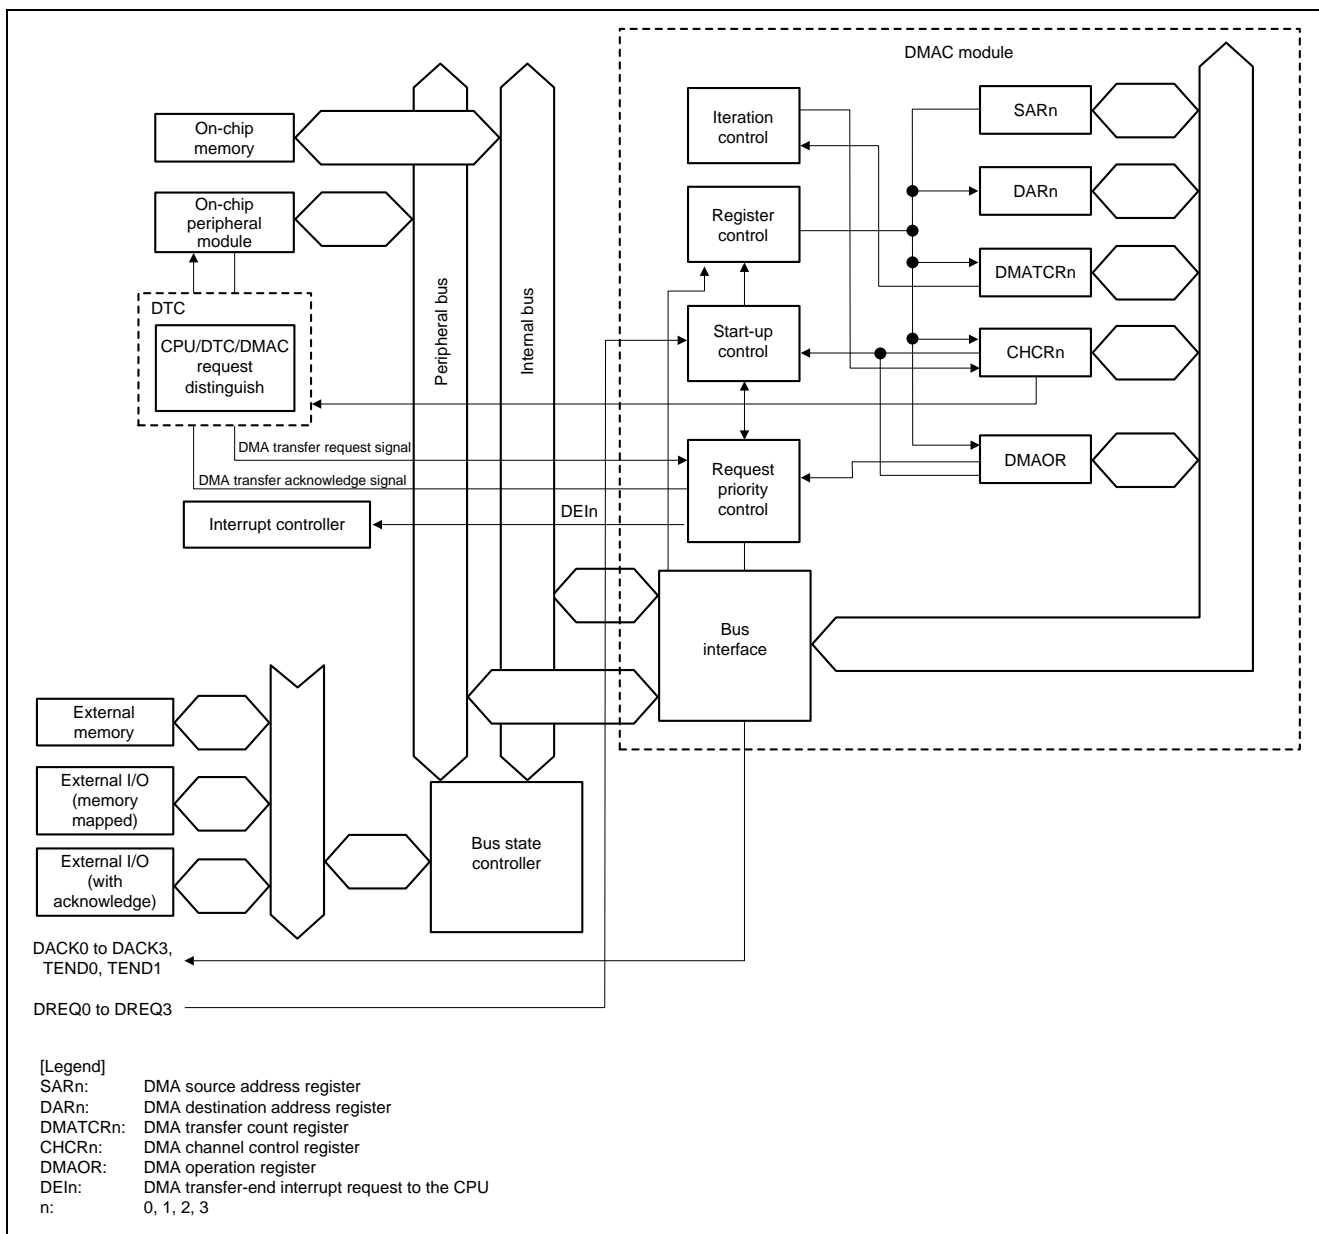 DMAC module
On-chip
memory
On-chip
peripheral
module
DTC
CPU/DTC/DMAC
request
distinguish
Peripheral bus
Internal bus
Iteration
control
Register
control
Start-up
control
Request
priority
control
SARn
DARn
DMATCRn
CHCRn
DMAOR
DMA transfer request signal
DMA transfer acknowledge signal
Interrupt controller
DEIn
Bus
interface
External
memory
External I/O
(memory
mapped)
External I/O
(with
acknowledge)
Bus state
controller
DACK0 to DACK3,
TEND0, TEND1
DREQ0 to DREQ3
[Legend]
SARn: DMA source address register
DARn: DMA destination address register
DMATCRn: DMA transfer count register
CHCRn: DMA channel control register
DMAOR: DMA operation register
DEIn: DMA transfer-end interrupt request to the CPU
n: 0, 1, 2, 3